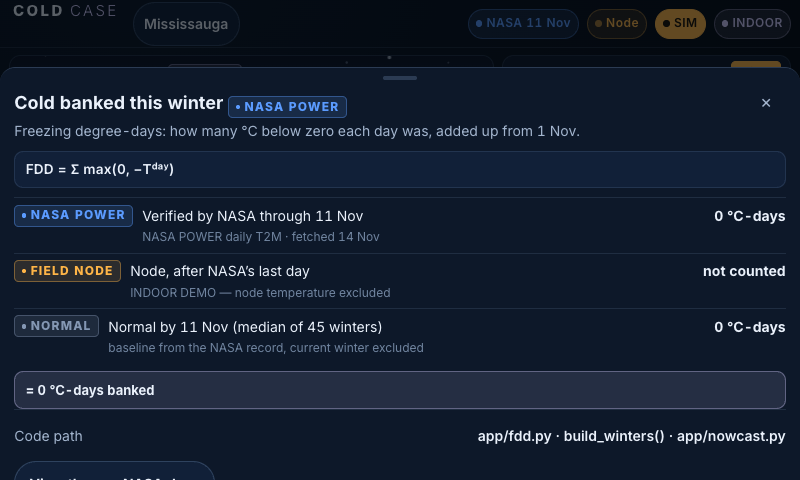 COLD CASE
Mississauga
NASA 11 Nov
Node
SIM
INDOOR
Cold banked this winter
NASA POWER
×
Freezing degree-days: how many °C below zero each day was, added up from 1 Nov.
FDD = Σ max(0, −Tᵈᵃʸ)
NASA POWER
Verified by NASA through 11 Nov
0 °C-days
NASA POWER daily T2M · fetched 14 Nov
FIELD NODE
Node, after NASA's last day
not counted
INDOOR DEMO — node temperature excluded
NORMAL
Normal by 11 Nov (median of 45 winters)
0 °C-days
baseline from the NASA record, current winter excluded
= 0 °C-days banked
Code path
app/fdd.py · build_winters() · app/nowcast.py